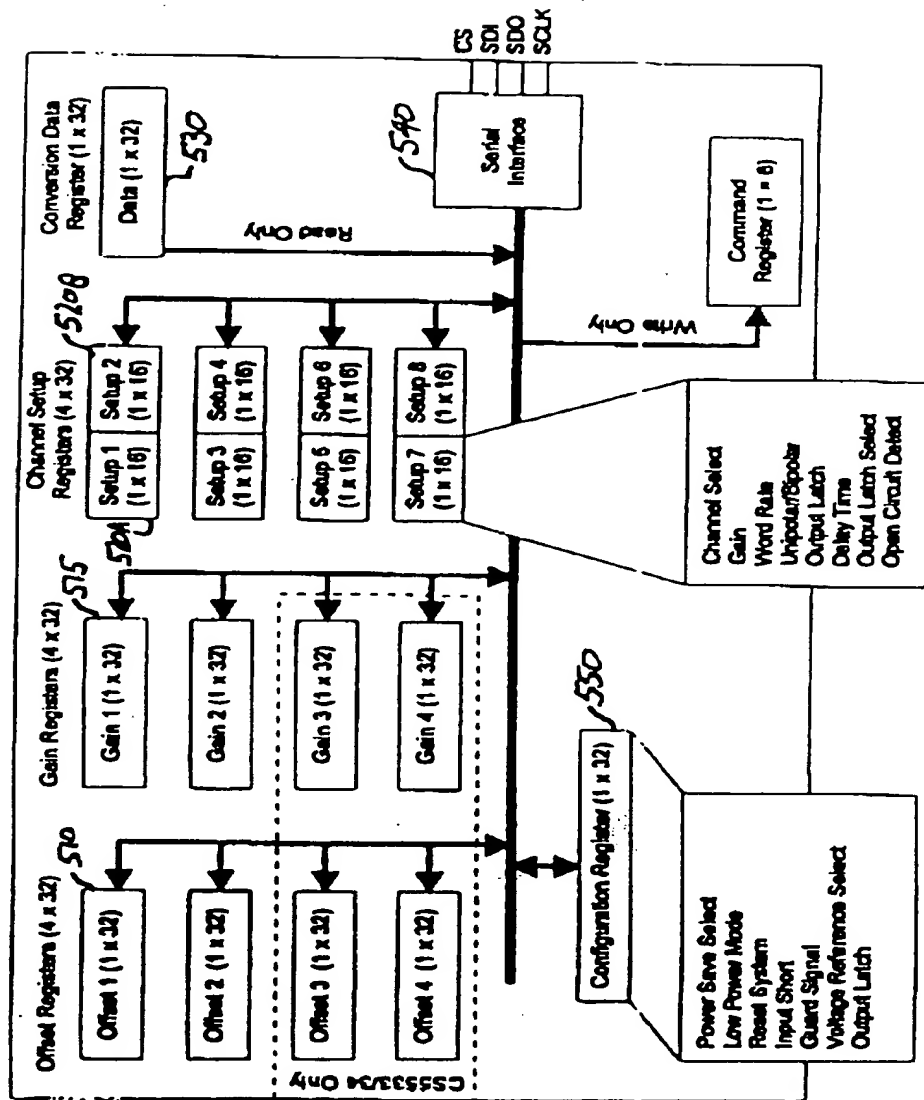 Offset Registers (4 x 32)
510
Offset 1 (1 x 32)
Offset 2 (1 x 32)
Offset 3 (1 x 32)
Offset 4 (1 x 32)
CS5533/34 Only
Gain Registers (4 x 32)
515
Gain 1 (1 x 32)
Gain 2 (1 x 32)
Gain 3 (1 x 32)
Gain 4 (1 x 32)
Channel Setup
Registers (4 x 32)
520A
520B
Setup 1
(1 x 16)
Setup 2
(1 x 16)
Setup 3
(1 x 16)
Setup 4
(1 x 16)
Setup 5
(1 x 16)
Setup 6
(1 x 16)
Setup 7
(1 x 16)
Setup 8
(1 x 16)
Conversion Data
Register (1 x 32)
Data (1 x 32)
530
Read Only
540
Serial
Interface
CS
SDI
SDO
SCLK
Write Only
Command
Register (1 x 8)
Configuration Register (1 x 32)
550
Power Save Select
Low Power Mode
Reset System
Input Short
Guard Signal
Voltage Reference Select
Output Latch
Channel Select
Gain
Word Rate
Unipolar/Bipolar
Output Latch
Delay Time
Output Latch Select
Open Circuit Detect